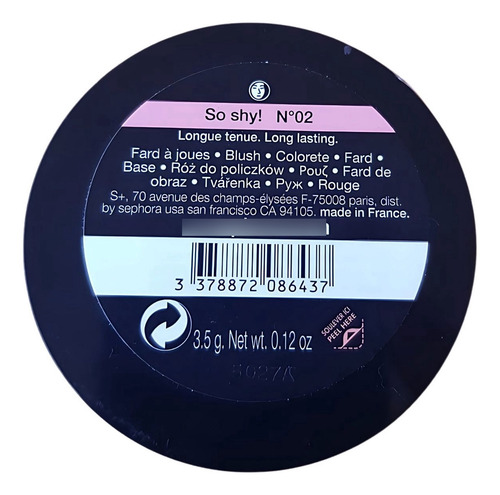 So shy! N°02
Longue tenue. Long lasting.
Fard à joues • Blush • Colorete • Fard •
Base • Róż do policzków • Ρουζ • Fard de
obraz • Tvářenka • Руж • Rouge
S+, 70 avenue des champs-élysées F-75008 paris, dist.
by sephora usa san francisco CA 94105. made in France.
3 378872 086437
SOULEVER ICI
PEEL HERE
3.5 g. Net wt. 0.12 oz